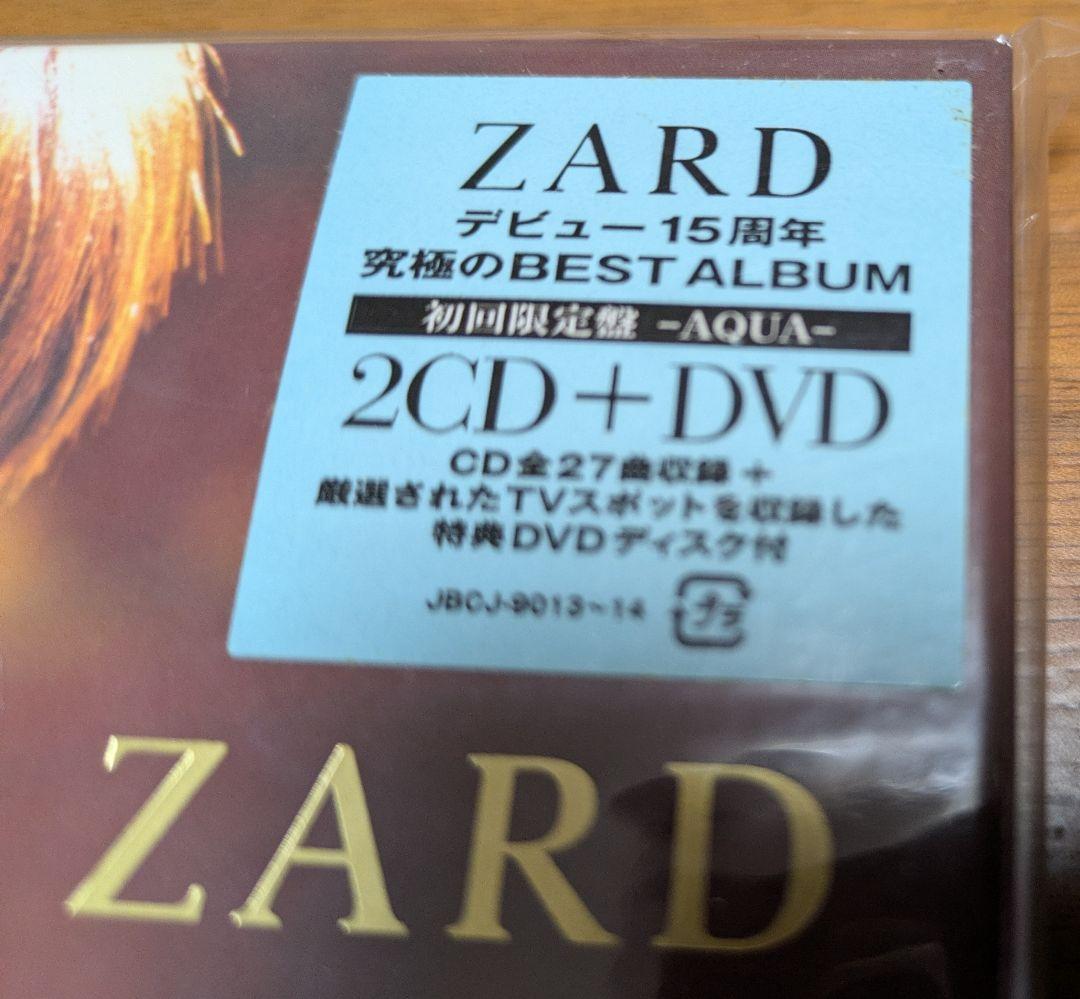 ZARD
デビュー15周年
究極のBEST ALBUM
初回限定盤 -AQUA-
2CD+DVD
CD全27曲収録+
厳選されたTVスポットを収録した
特典DVDディスク付
JBCJ-9013~14
プラ
ZARD